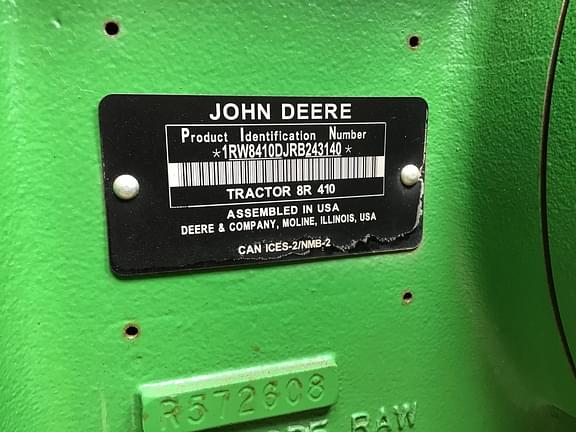 JOHN DEERE
Product Identification Number
*1RW8410DJRB243140*
TRACTOR 8R 410
ASSEMBLED IN USA
DEERE & COMPANY, MOLINE, ILLINOIS, USA
CAN ICES-2/NMB-2
R572608
RAW